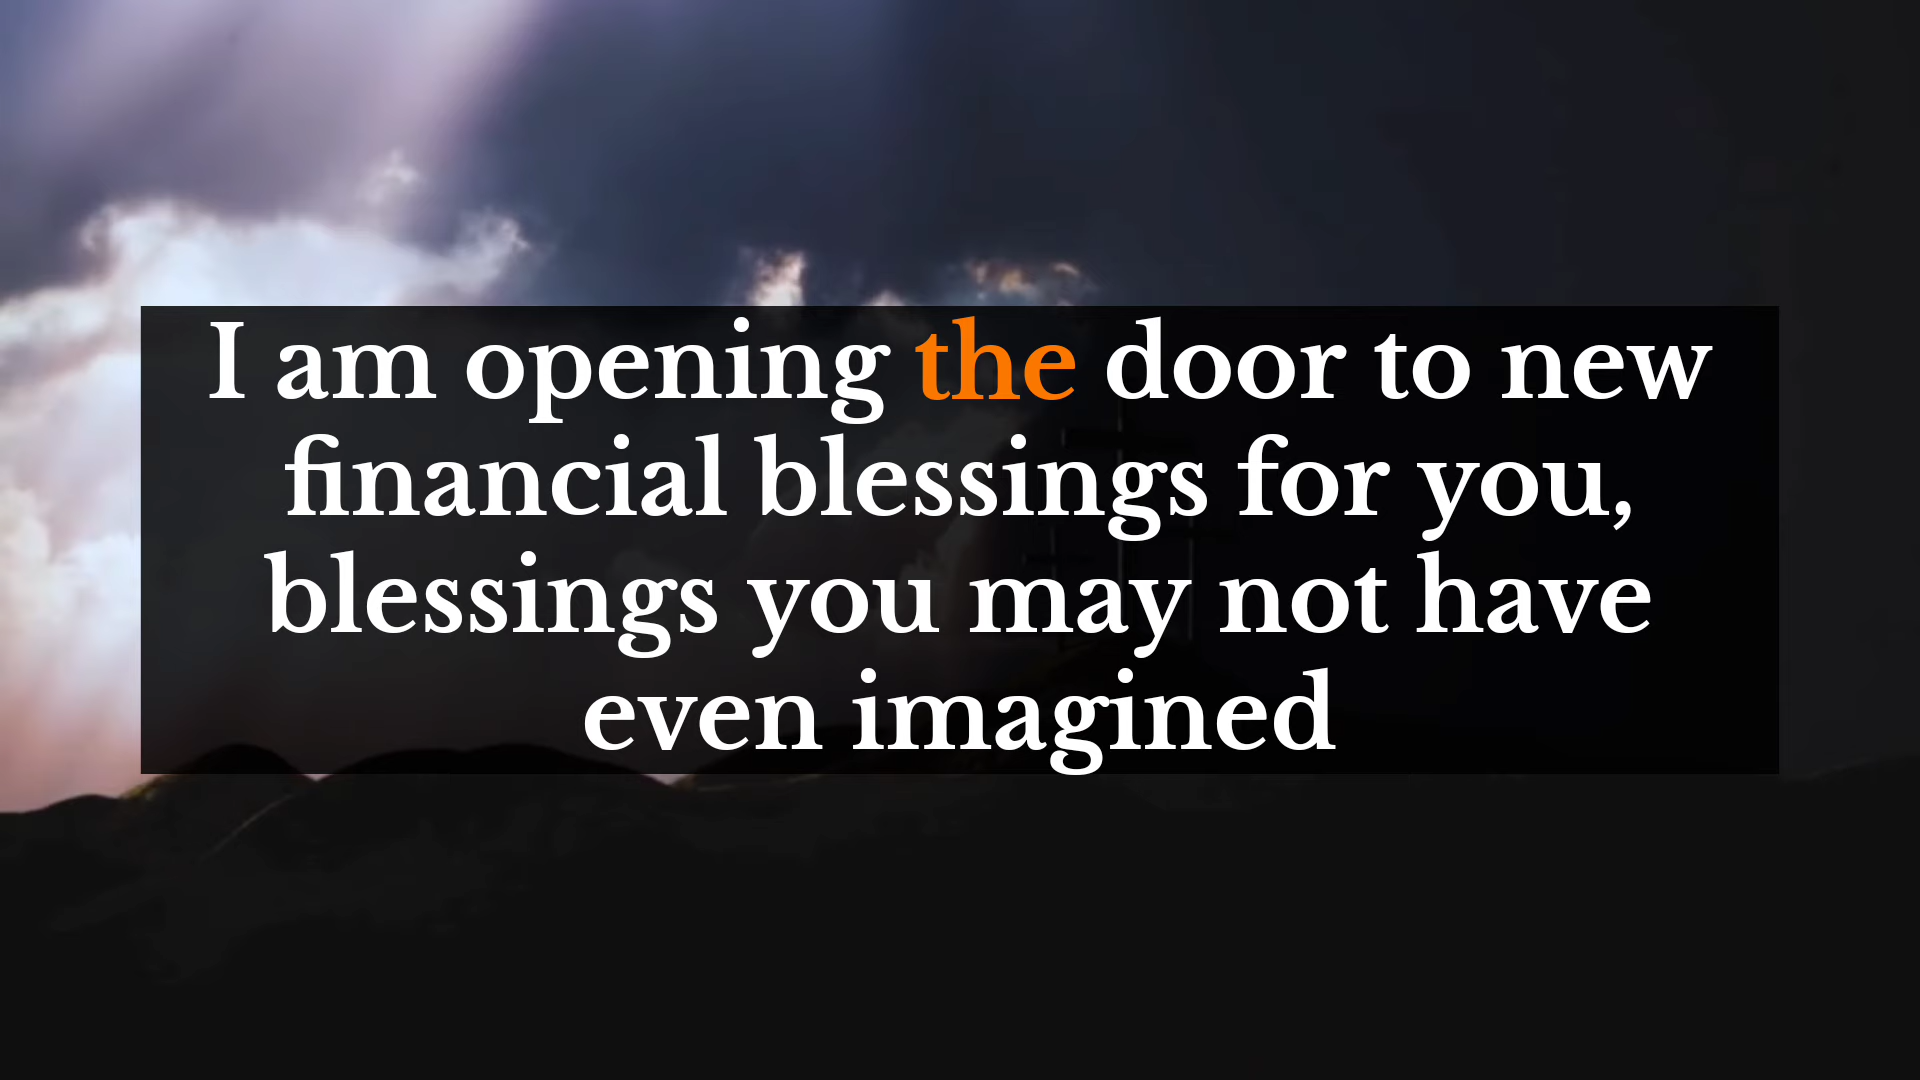 I am opening the door to new
financial blessings for you,
blessings you may not have
even imagined